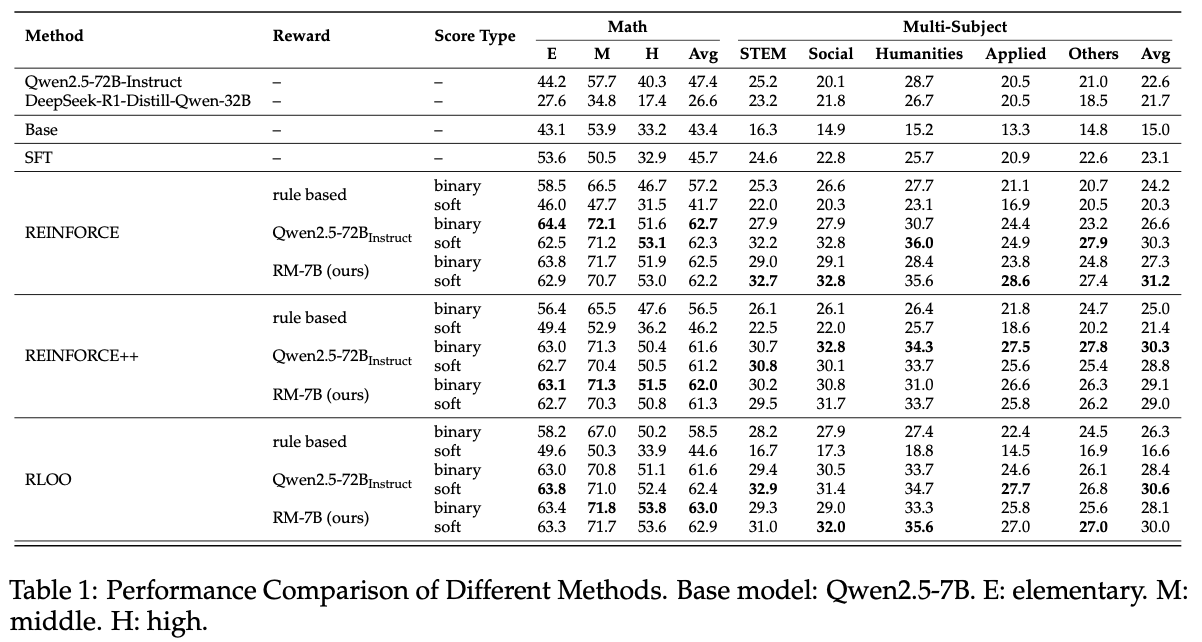 Method Reward Score Type Math Multi-Subject
E M H Avg STEM Social Humanities Applied Others Avg
Qwen2.5-72B-Instruct – – 44.2 57.7 40.3 47.4 25.2 20.1 28.7 20.5 21.0 22.6
DeepSeek-R1-Distill-Qwen-32B – – 27.6 34.8 17.4 26.6 23.2 21.8 26.7 20.5 18.5 21.7
Base – – 43.1 53.9 33.2 43.4 16.3 14.9 15.2 13.3 14.8 15.0
SFT – – 53.6 50.5 32.9 45.7 24.6 22.8 25.7 20.9 22.6 23.1
REINFORCE rule based binary 58.5 66.5 46.7 57.2 25.3 26.6 27.7 21.1 20.7 24.2
soft 46.0 47.7 31.5 41.7 22.0 20.3 23.1 16.9 20.5 20.3
Qwen2.5-72BInstruct binary 64.4 72.1 51.6 62.7 27.9 27.9 30.7 24.4 23.2 26.6
soft 62.5 71.2 53.1 62.3 32.2 32.8 36.0 24.9 27.9 30.3
RM-7B (ours) binary 63.8 71.7 51.9 62.5 29.0 29.1 28.4 23.8 24.8 27.3
soft 62.9 70.7 53.0 62.2 32.7 32.8 35.6 28.6 27.4 31.2
REINFORCE++ rule based binary 56.4 65.5 47.6 56.5 26.1 26.1 26.4 21.8 24.7 25.0
soft 49.4 52.9 36.2 46.2 22.5 22.0 25.7 18.6 20.2 21.4
Qwen2.5-72BInstruct binary 63.0 71.3 50.4 61.6 30.7 32.8 34.3 27.5 27.8 30.3
soft 62.7 70.4 50.5 61.2 30.8 30.1 33.7 25.6 25.4 28.8
RM-7B (ours) binary 63.1 71.3 51.5 62.0 30.2 30.8 31.0 26.6 26.3 29.1
soft 62.7 70.3 50.8 61.3 29.5 31.7 33.7 25.8 26.2 29.0
RLOO rule based binary 58.2 67.0 50.2 58.5 28.2 27.9 27.4 22.4 24.5 26.3
soft 49.6 50.3 33.9 44.6 16.7 17.3 18.8 14.5 16.9 16.6
Qwen2.5-72BInstruct binary 63.0 70.8 51.1 61.6 29.4 30.5 33.7 24.6 26.1 28.4
soft 63.8 71.0 52.4 62.4 32.9 31.4 34.7 27.7 26.8 30.6
RM-7B (ours) binary 63.4 71.8 53.8 63.0 29.3 29.0 33.3 25.8 25.6 28.1
soft 63.3 71.7 53.6 62.9 31.0 32.0 35.6 27.0 27.0 30.0
Table 1: Performance Comparison of Different Methods. Base model: Qwen2.5-7B. E: elementary. M:
middle. H: high.